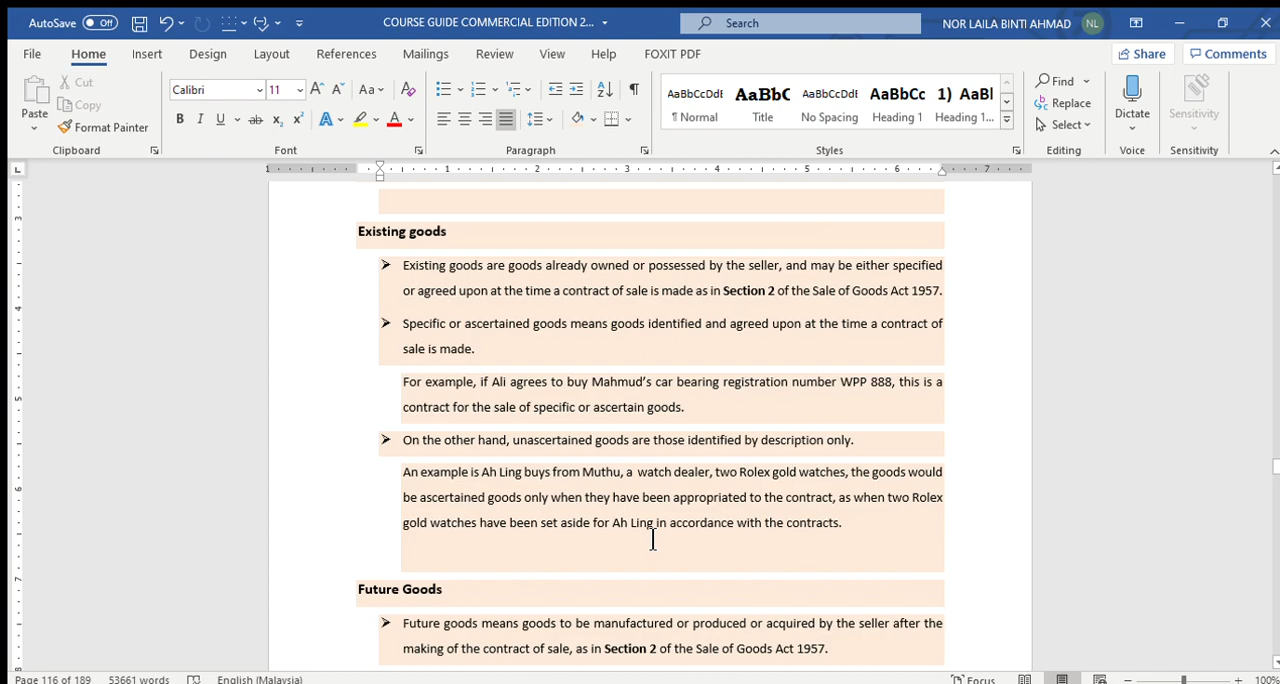 AutoSave Off COURSE GUIDE COMMERCIAL EDITION 2... Search NOR LAILA BINTI AHMAD NL
File Home Insert Design Layout References Mailings Review View Help FOXIT PDF Share Comments
Paste Cut Copy Format Painter
Calibri 11 Aa
B I U ab x₂ x² A A
AaBbCcDdE AaBbC AaBbCcDdE AaBbCc 1) AaBl
¶ Normal Title No Spacing Heading 1 Heading 1...
Find Replace Select
Dictate Sensitivity
Clipboard Font Paragraph Styles Editing Voice Sensitivity
1 1 2 3 4 5 6 7
Existing goods
➢ Existing goods are goods already owned or possessed by the seller, and may be either specified
or agreed upon at the time a contract of sale is made as in Section 2 of the Sale of Goods Act 1957.
➢ Specific or ascertained goods means goods identified and agreed upon at the time a contract of
sale is made.
For example, if Ali agrees to buy Mahmud's car bearing registration number WPP 888, this is a
contract for the sale of specific or ascertain goods.
➢ On the other hand, unascertained goods are those identified by description only.
An example is Ah Ling buys from Muthu, a watch dealer, two Rolex gold watches, the goods would
be ascertained goods only when they have been appropriated to the contract, as when two Rolex
gold watches have been set aside for Ah Ling in accordance with the contracts.
Future Goods
➢ Future goods means goods to be manufactured or produced or acquired by the seller after the
making of the contract of sale, as in Section 2 of the Sale of Goods Act 1957.
Page 116 of 189 53661 words English (Malaysia) Focus 100%